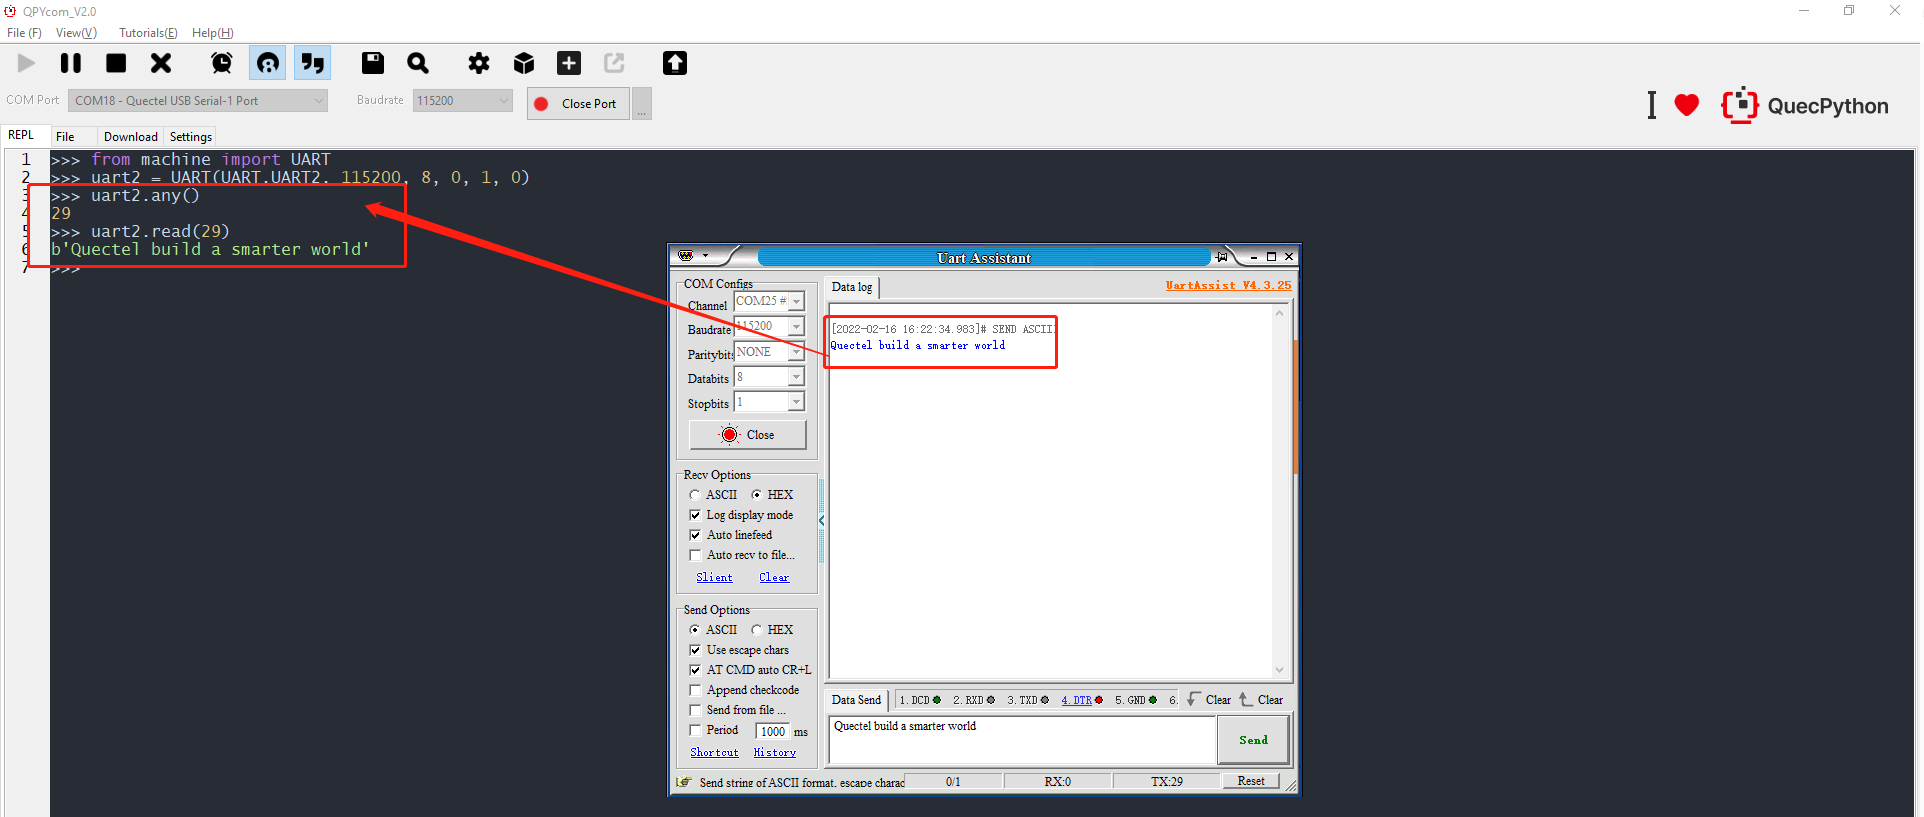 QPYcom_V2.0
File (F) View(V) Tutorials(E) Help(H)
COM Port COM18 - Quectel USB Serial-1 Port Baudrate 115200 Close Port ...
I QuecPython
REPL File Download Settings
1 >>> from machine import UART
2 >>> uart2 = UART(UART.UART2, 115200, 8, 0, 1, 0)
3 >>> uart2.any()
4 29
5 >>> uart2.read(29)
6 b'Quectel build a smarter world'
7 >>>
Uart Assistant
COM Configs
Channel COM25 #
Baudrate 115200
Paritybits NONE
Databits 8
Stopbits 1
Close
Recv Options
ASCII HEX
Log display mode
Auto linefeed
Auto recv to file...
Slient Clear
Send Options
ASCII HEX
Use escape chars
AT CMD auto CR+L
Append checkcode
Send from file ...
Period 1000 ms
Shortcut History
Data log UartAssist V4.3.25
[2022-02-16 16:22:34.983]# SEND ASCII
Quectel build a smarter world
Data Send 1.DCD 2.RXD 3.TXD 4.DTR 5.GND 6. Clear Clear
Quectel build a smarter world
Send
Send string of ASCII format, escape charac 0/1 RX:0 TX:29 Reset